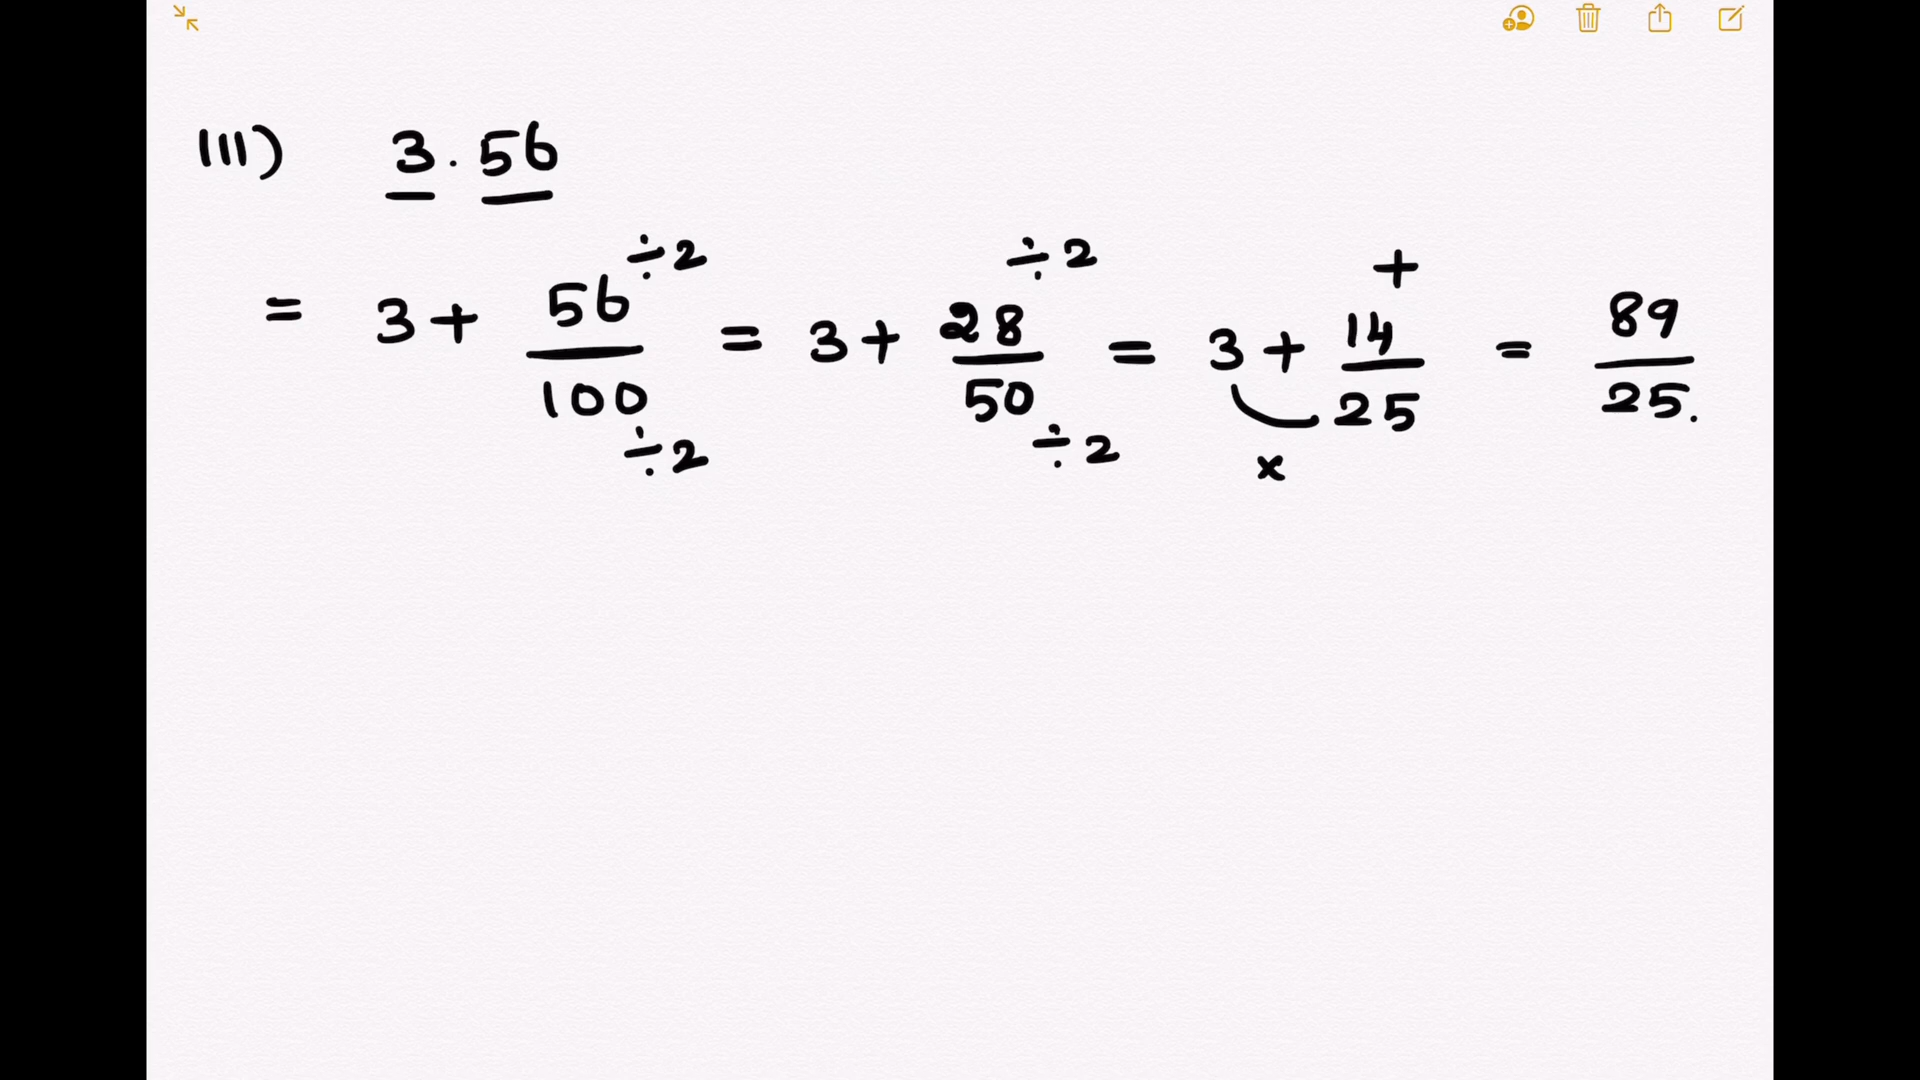 III) 3.56
÷2 ÷2 +
= 3 + 56/100 = 3 + 28/50 = 3 + 14/25 = 89/25.
÷2 ÷2 x